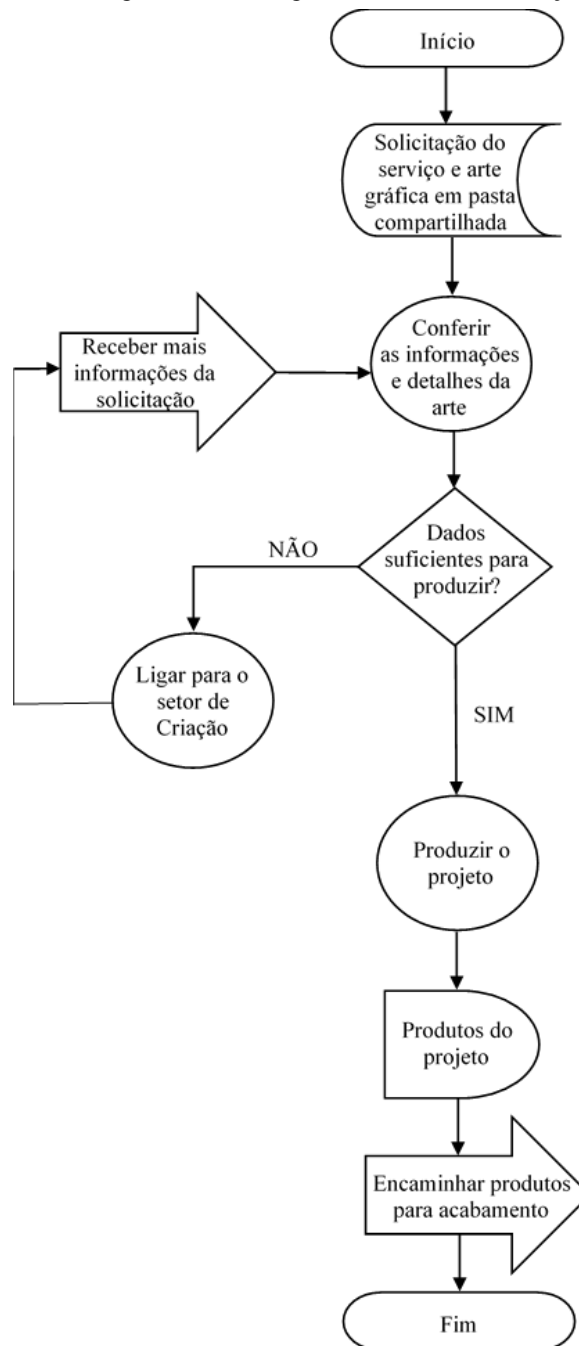 Início
Solicitação do
serviço e arte
gráfica em pasta
compartilhada
Receber mais
informações da
solicitação
Conferir
as informações
e detalhes da
arte
Dados
suficientes para
produzir?
NÃO
Ligar para o
setor de
Criação
SIM
Produzir o
projeto
Produtos do
projeto
Encaminhar produtos
para acabamento
Fim